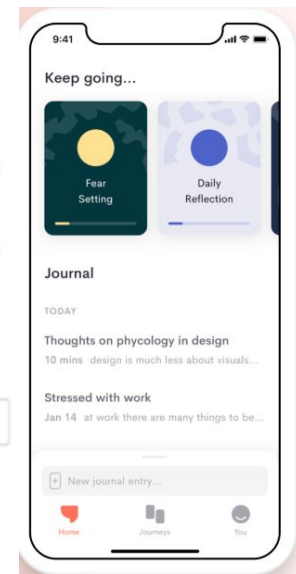 9:41
Keep going...
Fear
Setting
Daily
Reflection
Journal
TODAY
Thoughts on phycology in design
10 mins design is much less about visuals...
Stressed with work
Jan 14 at work there are many things to be...
New journal entry...
Home
Journeys
You